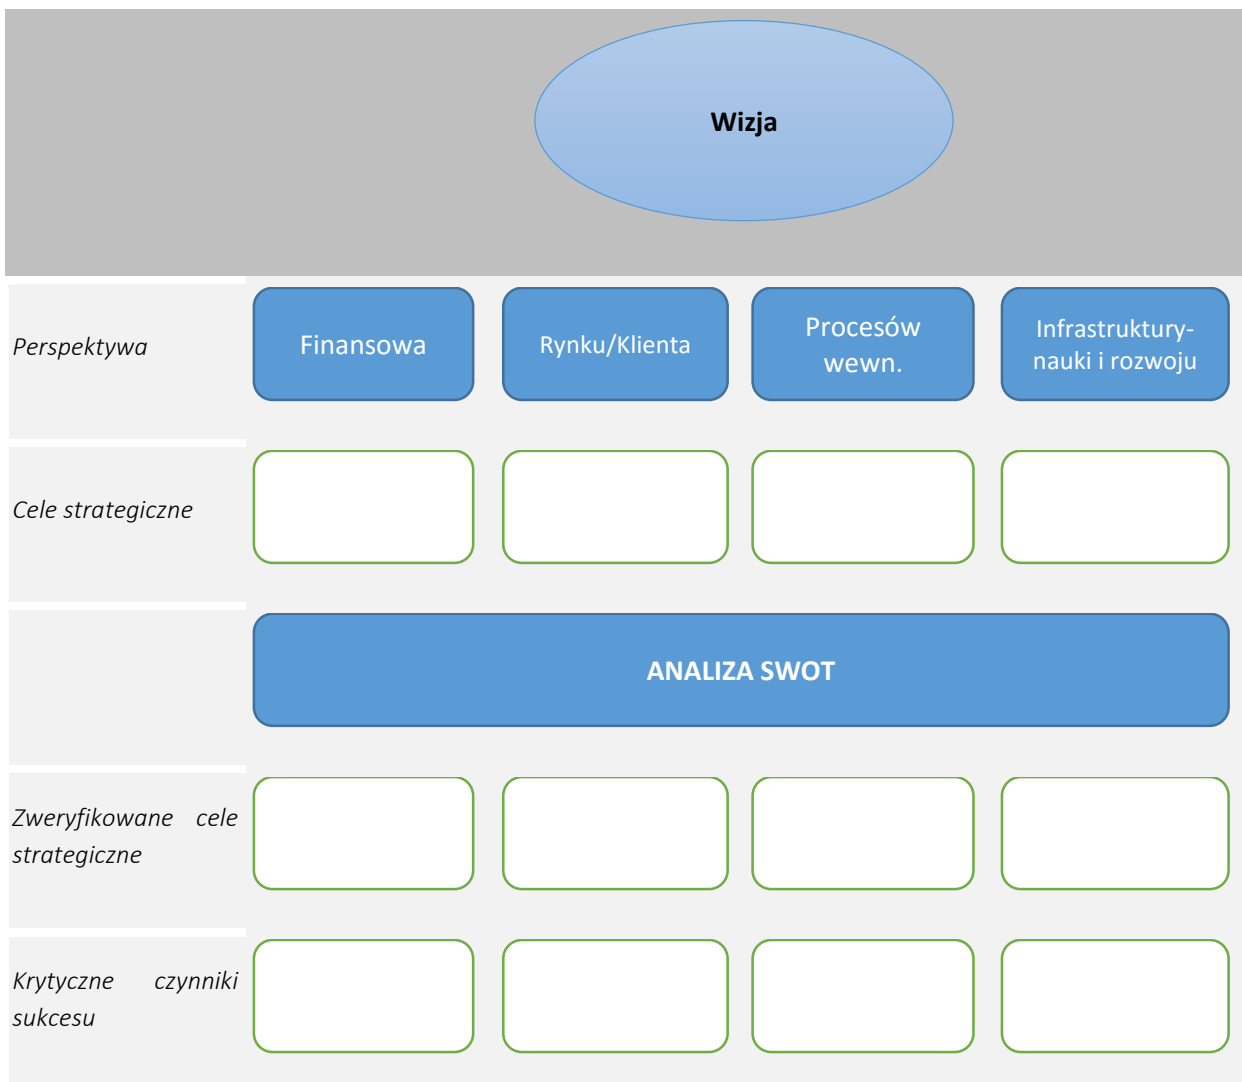 Wizja
Perspektywa
Finansowa
Rynku/Klienta
Procesów
wewn.
Infrastruktury-
nauki i rozwoju
Cele strategiczne
ANALIZA SWOT
Zweryfikowane cele
strategiczne
Krytyczne czynniki
sukcesu